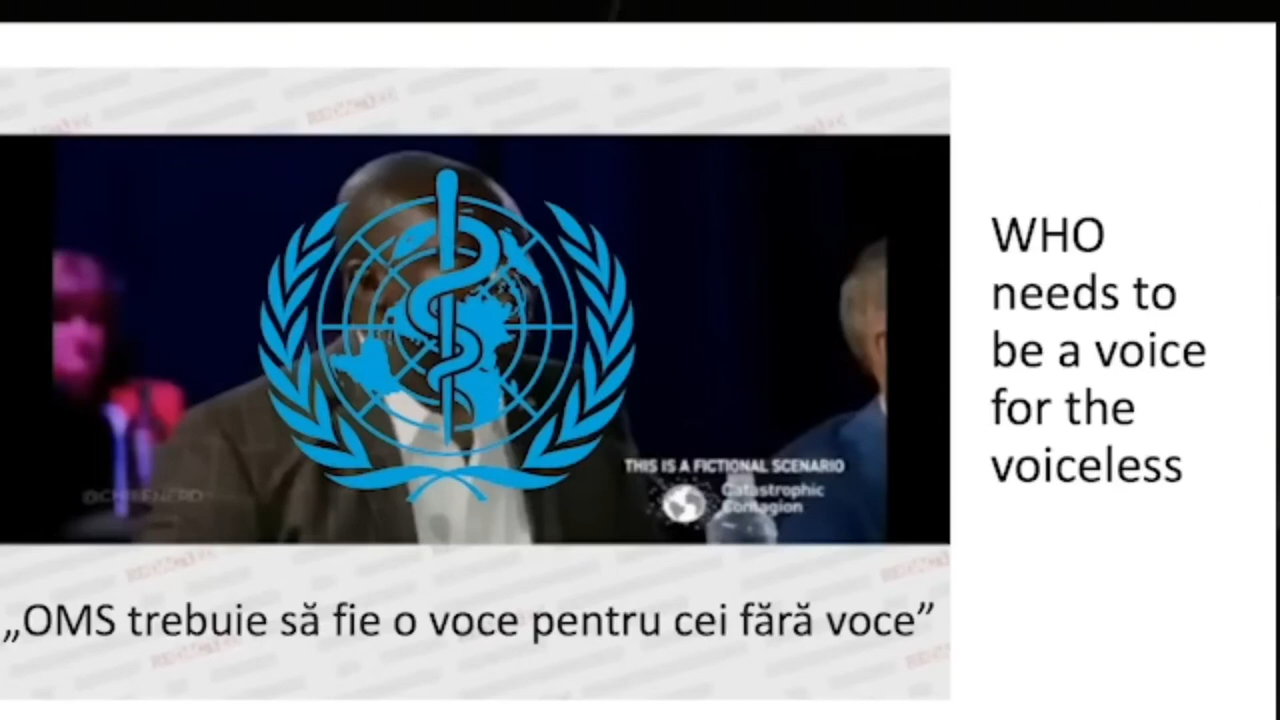 WHO
needs to
be a voice
for the
voiceless
THIS IS A FICTIONAL SCENARIO
Catastrophic
Contagion
„OMS trebuie să fie o voce pentru cei fără voce”